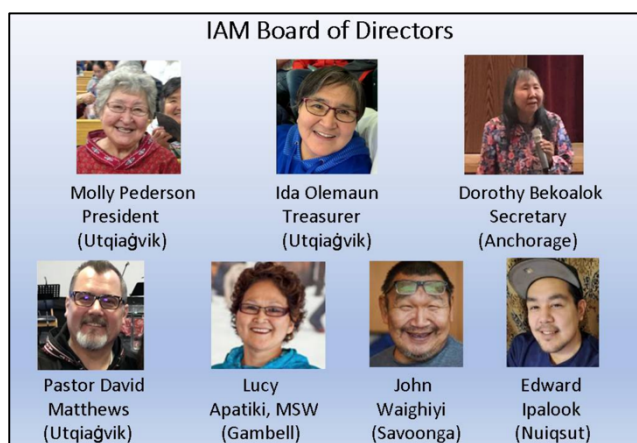 IAM Board of Directors
Molly Pederson
President
(Utqiaġvik)
Ida Olemaun
Treasurer
(Utqiaġvik)
Dorothy Bekoalok
Secretary
(Anchorage)
Pastor David
Matthews
(Utqiaġvik)
Lucy
Apatiki, MSW
(Gambell)
John
Waighiyi
(Savoonga)
Edward
Ipalook
(Nuiqsut)